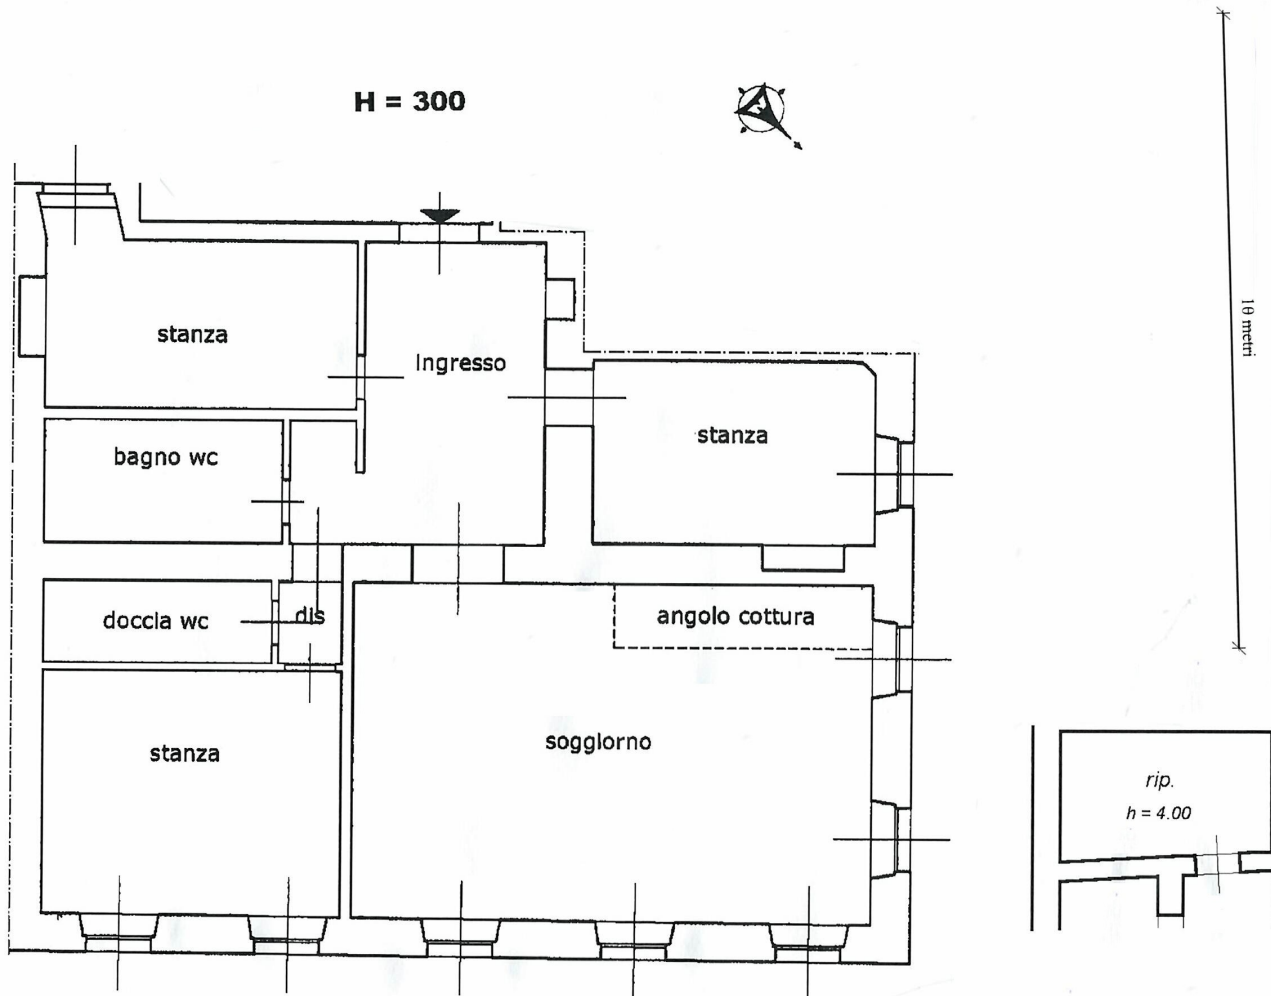 H = 300
N
10 metri
stanza
Ingresso
stanza
bagno wc
doccia wc
dis
angolo cottura
soggiorno
stanza
rip.
h = 4.00